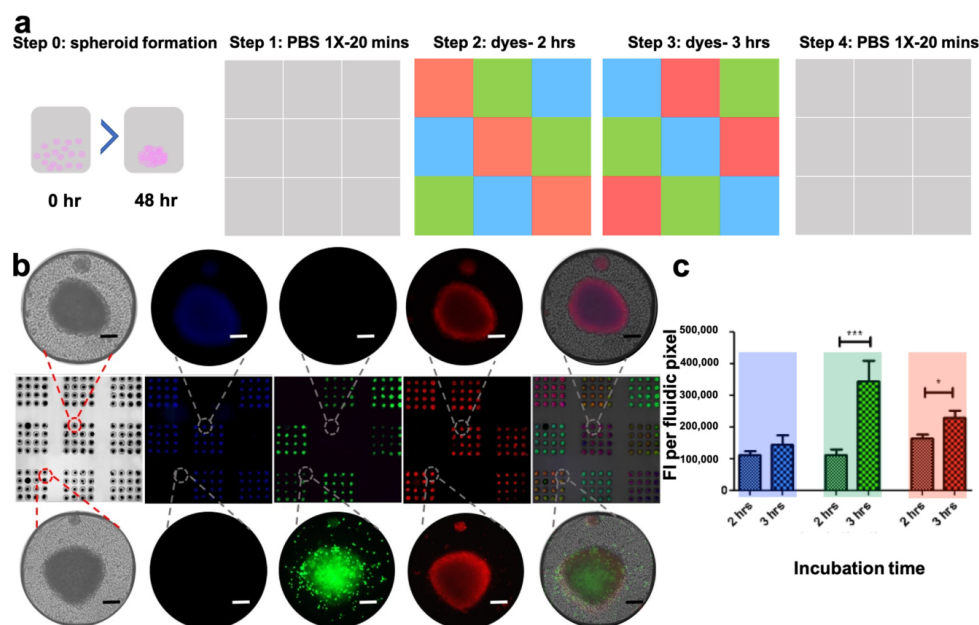 a
Step 0: spheroid formation
Step 1: PBS 1X-20 mins
Step 2: dyes- 2 hrs
Step 3: dyes- 3 hrs
Step 4: PBS 1X-20 mins
0 hr
48 hr
b
c
FI per fluidic pixel
500,000
400,000
300,000
200,000
100,000
0
***
*
2 hrs
3 hrs
2 hrs
3 hrs
2 hrs
3 hrs
Incubation time